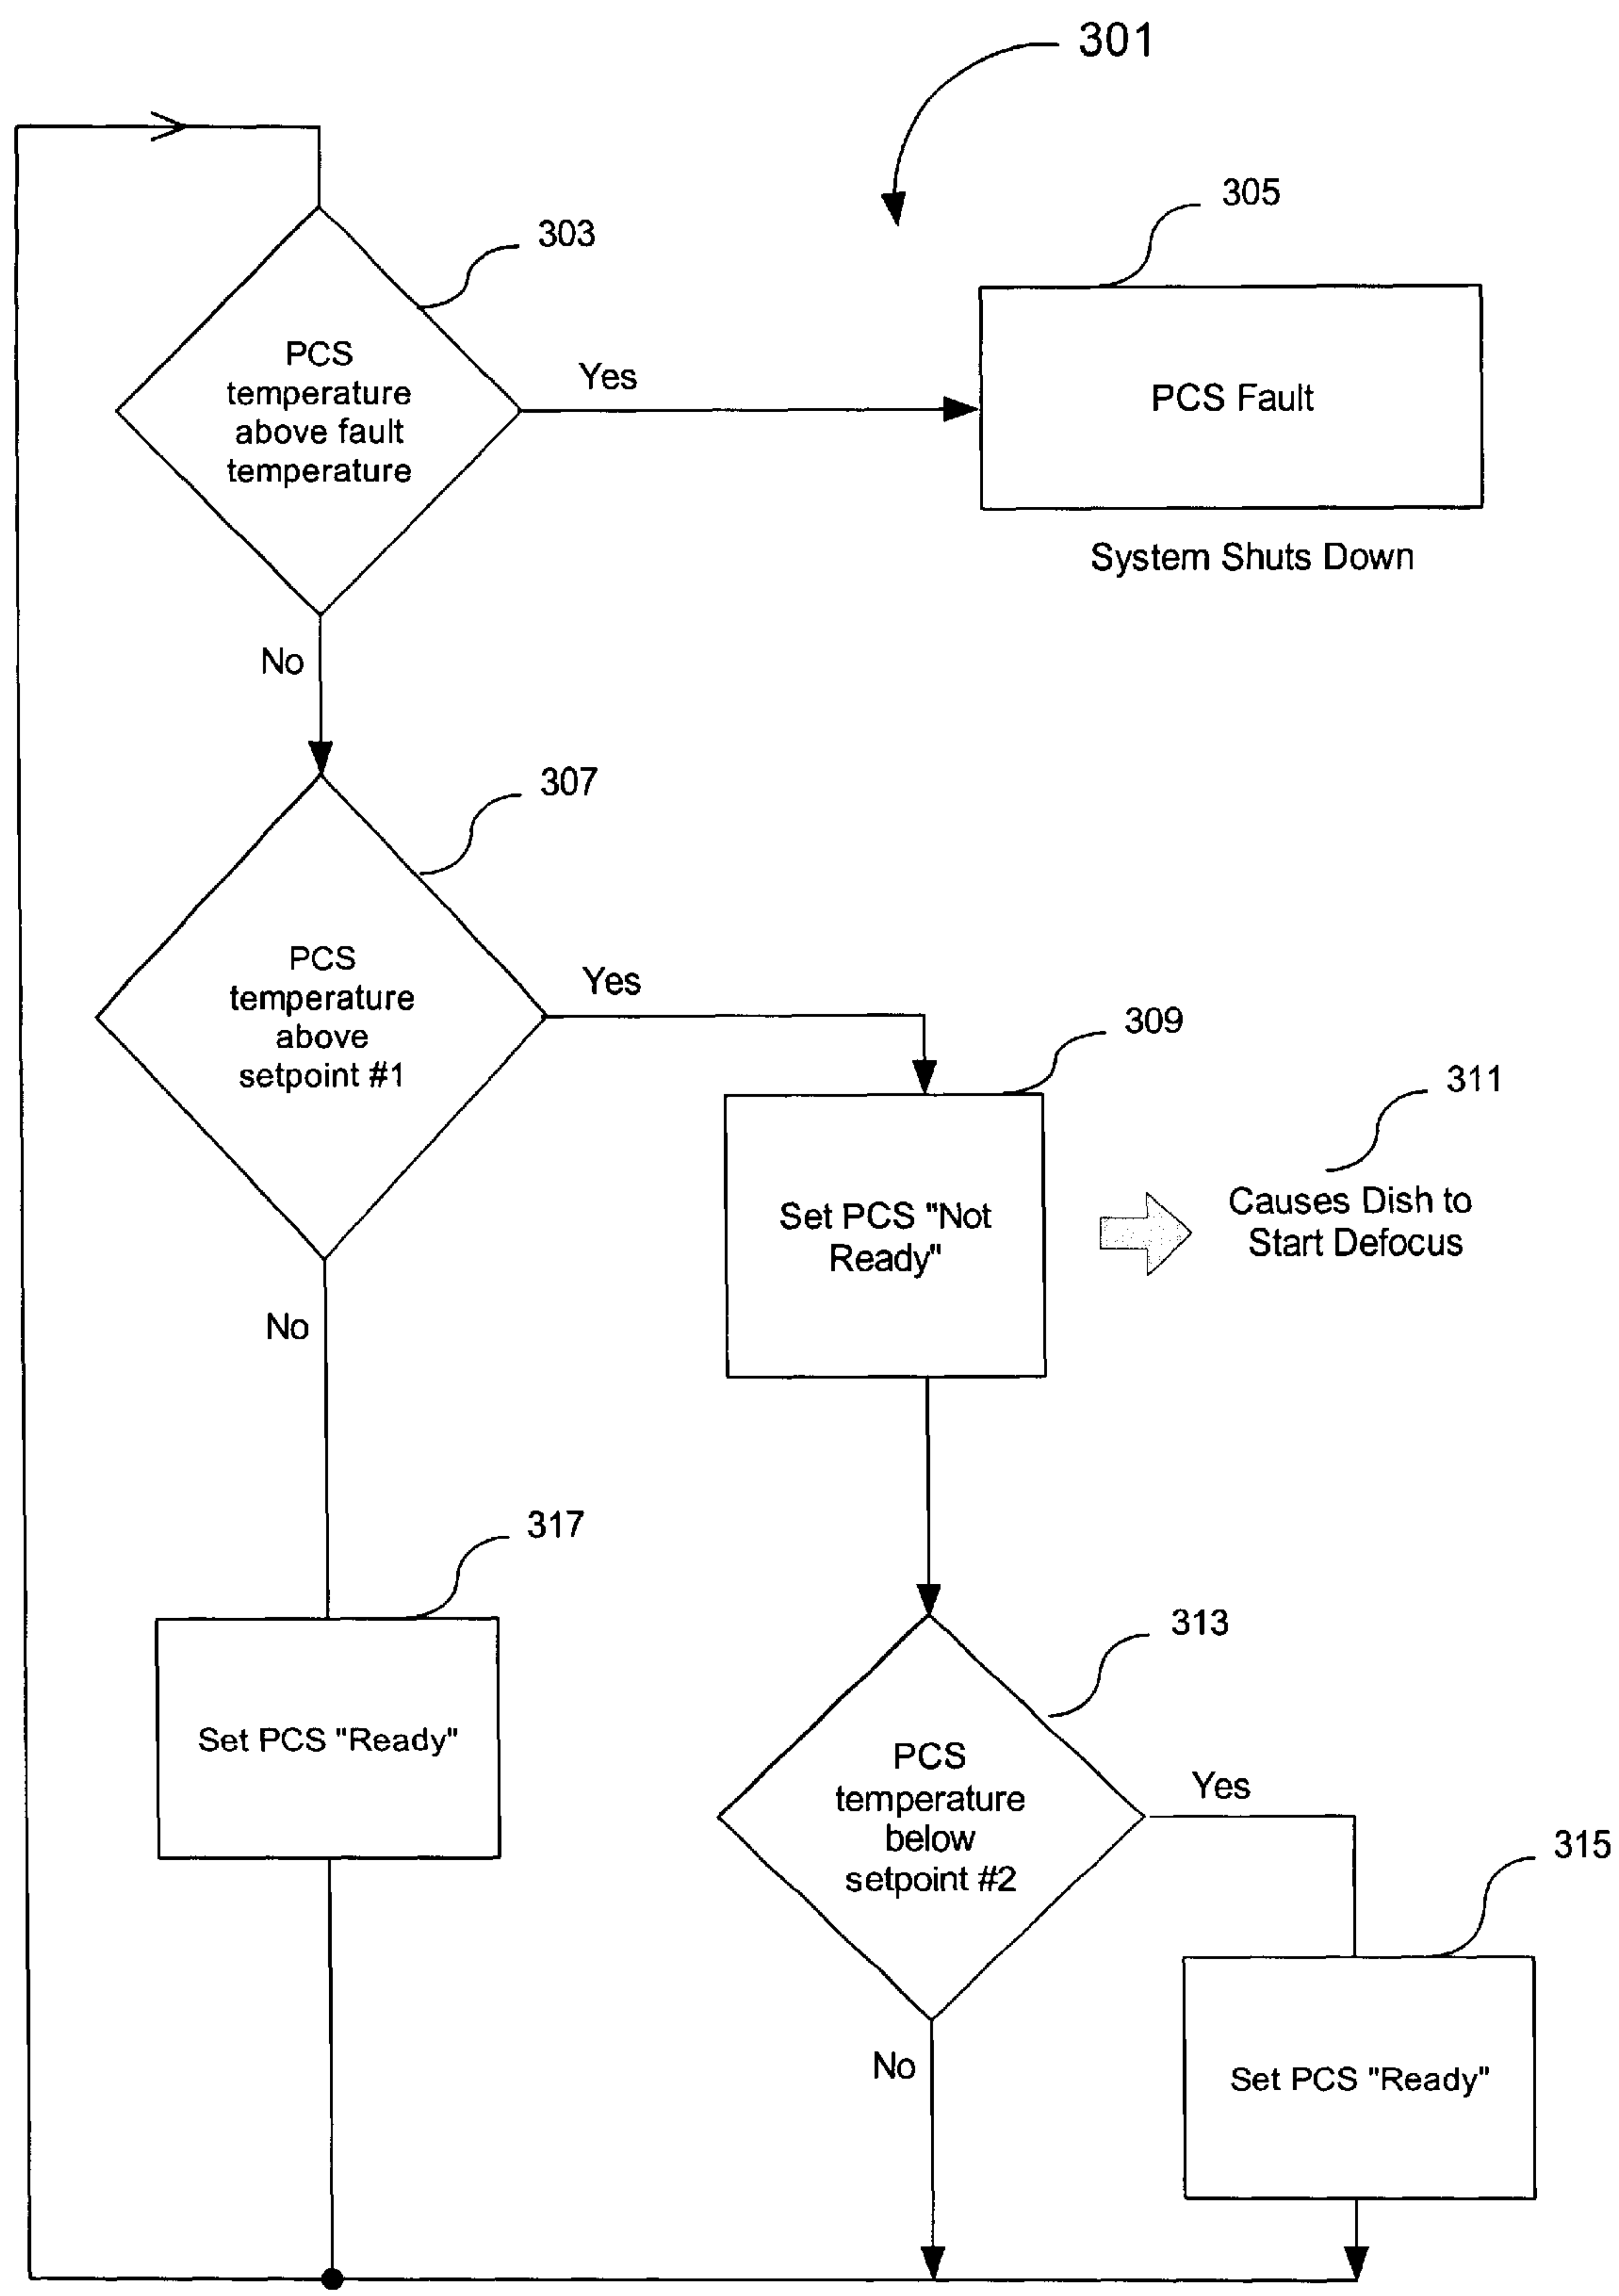 301
305
303
PCS
temperature
above fault
temperature
Yes
PCS Fault
System Shuts Down
No
307
PCS
temperature
above
setpoint #1
Yes
309
311
Set PCS "Not
Ready"
Causes Dish to
Start Defocus
No
317
Set PCS "Ready"
313
PCS
temperature
below
setpoint #2
Yes
315
No
Set PCS "Ready"